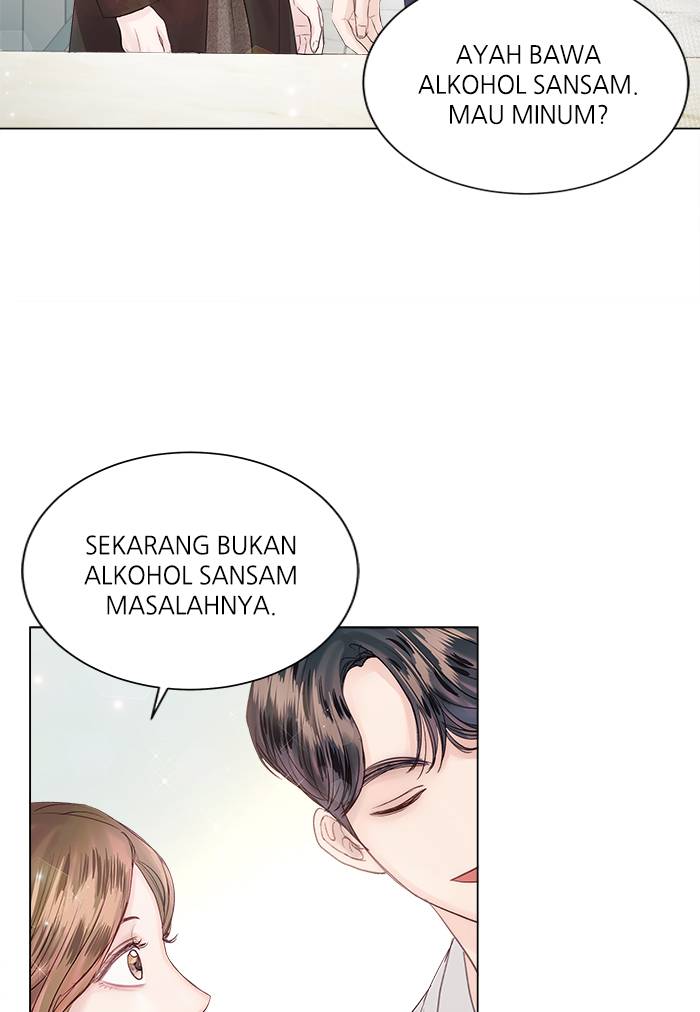 AYAH BAWA
ALKOHOL SANSAM.
MAU MINUM?
SEKARANG BUKAN
ALKOHOL SANSAM
MASALAHNYA.